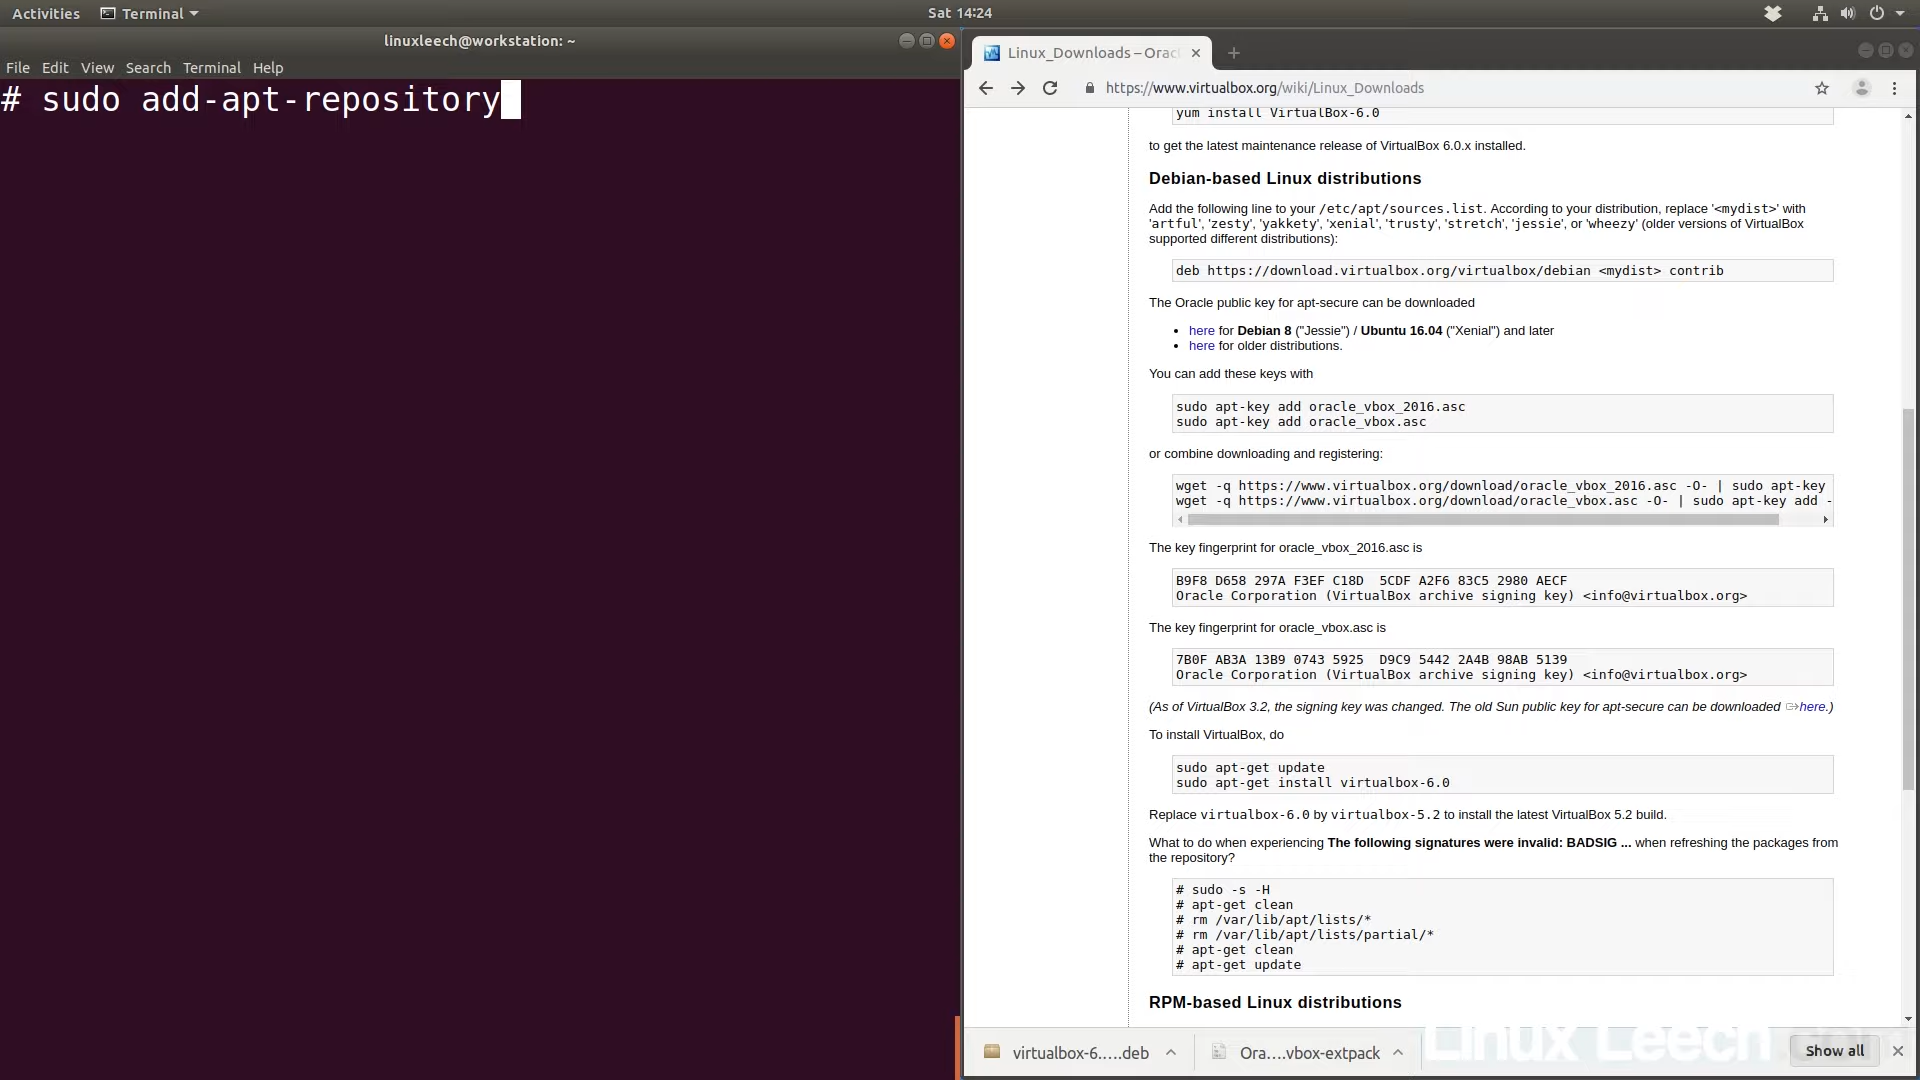 Activities
Terminal
Sat 14:24
linuxleech@workstation: ~
File Edit View Search Terminal Help
# sudo add-apt-repository
Linux_Downloads – Orac
https://www.virtualbox.org/wiki/Linux_Downloads
yum install VirtualBox-6.0
to get the latest maintenance release of VirtualBox 6.0.x installed.
Debian-based Linux distributions
Add the following line to your /etc/apt/sources.list. According to your distribution, replace '<mydist>' with
'artful', 'zesty', 'yakkety', 'xenial', 'trusty', 'stretch', 'jessie', or 'wheezy' (older versions of VirtualBox
supported different distributions):
deb https://download.virtualbox.org/virtualbox/debian <mydist> contrib
The Oracle public key for apt-secure can be downloaded
• here for Debian 8 ("Jessie") / Ubuntu 16.04 ("Xenial") and later
• here for older distributions.
You can add these keys with
sudo apt-key add oracle_vbox_2016.asc
sudo apt-key add oracle_vbox.asc
or combine downloading and registering:
wget -q https://www.virtualbox.org/download/oracle_vbox_2016.asc -O- | sudo apt-key
wget -q https://www.virtualbox.org/download/oracle_vbox.asc -O- | sudo apt-key add -
The key fingerprint for oracle_vbox_2016.asc is
B9F8 D658 297A F3EF C18D  5CDF A2F6 83C5 2980 AECF
Oracle Corporation (VirtualBox archive signing key) <info@virtualbox.org>
The key fingerprint for oracle_vbox.asc is
7B0F AB3A 13B9 0743 5925  D9C9 5442 2A4B 98AB 5139
Oracle Corporation (VirtualBox archive signing key) <info@virtualbox.org>
(As of VirtualBox 3.2, the signing key was changed. The old Sun public key for apt-secure can be downloaded here.)
To install VirtualBox, do
sudo apt-get update
sudo apt-get install virtualbox-6.0
Replace virtualbox-6.0 by virtualbox-5.2 to install the latest VirtualBox 5.2 build.
What to do when experiencing The following signatures were invalid: BADSIG ... when refreshing the packages from
the repository?
# sudo -s -H
# apt-get clean
# rm /var/lib/apt/lists/*
# rm /var/lib/apt/lists/partial/*
# apt-get clean
# apt-get update
RPM-based Linux distributions
virtualbox-6.….deb
Ora….vbox-extpack
Linux Leech
Show all